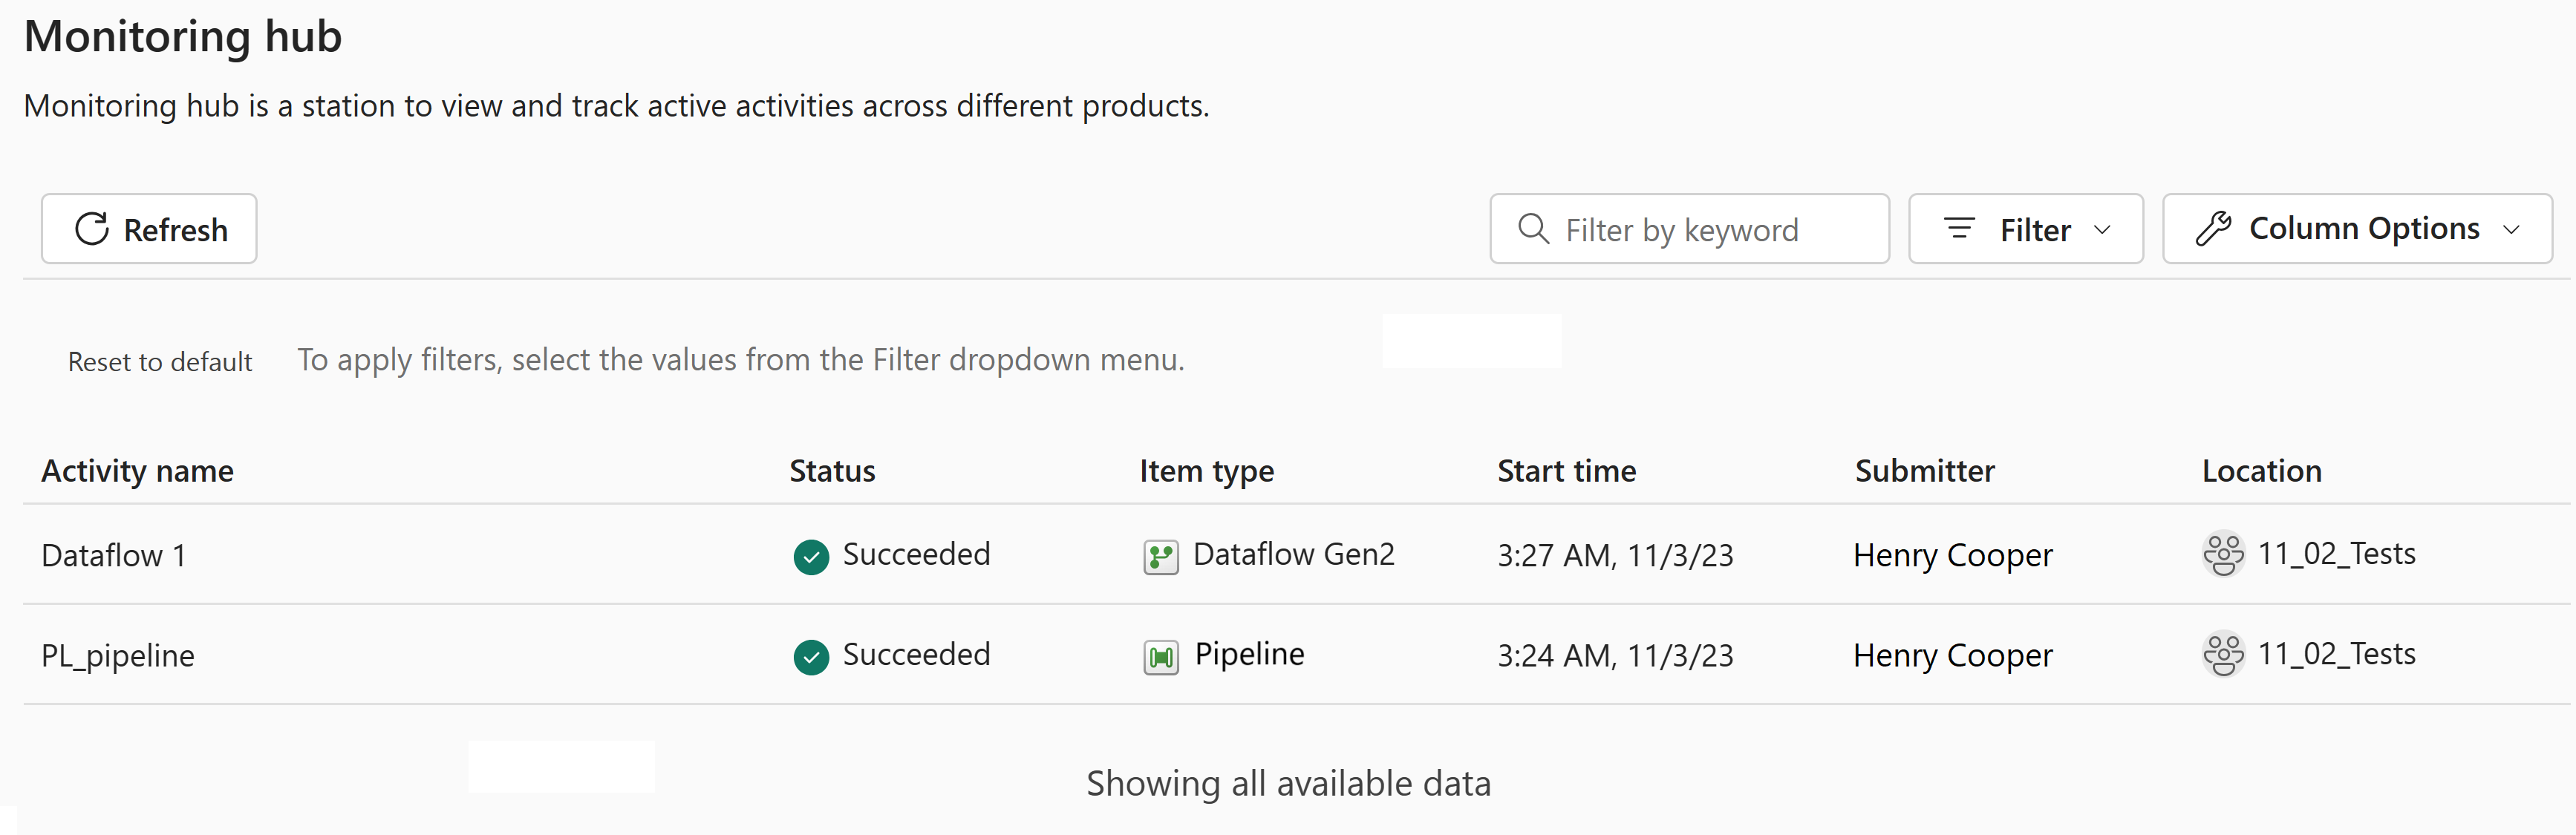 Monitoring hub
Monitoring hub is a station to view and track active activities across different products.
Refresh
Filter by keyword
Filter
Column Options
Reset to default
To apply filters, select the values from the Filter dropdown menu.
Activity name Status Item type Start time Submitter Location
Dataflow 1 Succeeded Dataflow Gen2 3:27 AM, 11/3/23 Henry Cooper 11_02_Tests
PL_pipeline Succeeded Pipeline 3:24 AM, 11/3/23 Henry Cooper 11_02_Tests
Showing all available data